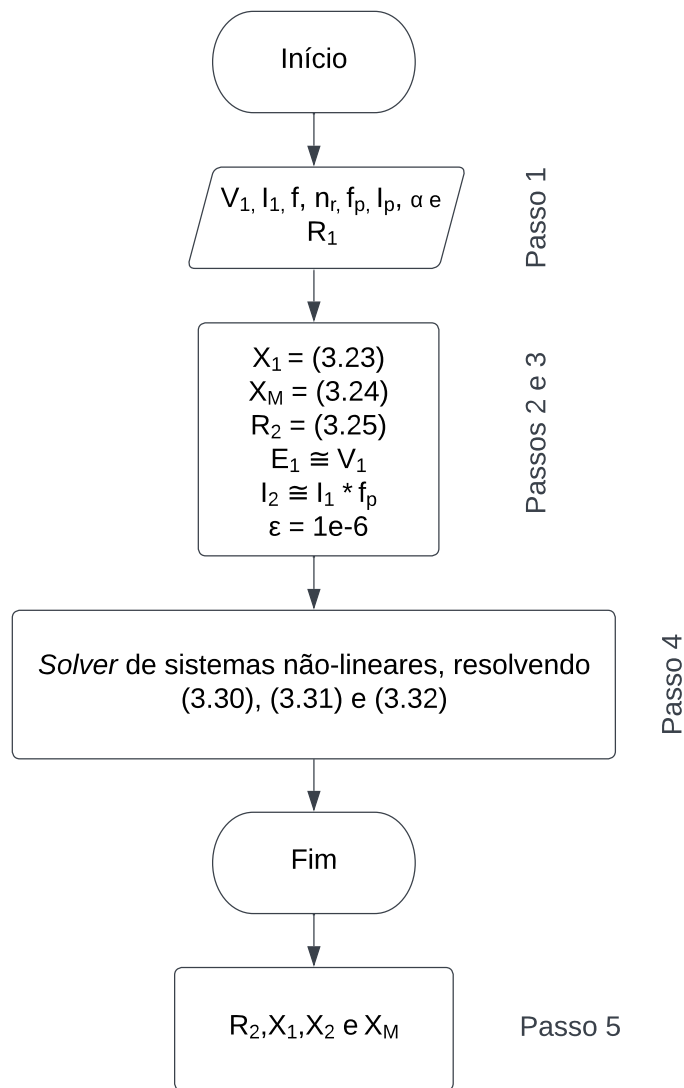 Início
V₁, I₁, f, nᵣ, fₚ, Iₚ, α e
R₁
Passo 1
X₁ = (3.23)
X_M = (3.24)
R₂ = (3.25)
E₁ ≅ V₁
I₂ ≅ I₁ * fₚ
ε = 1e-6
Passos 2 e 3
Solver de sistemas não-lineares, resolvendo
(3.30), (3.31) e (3.32)
Passo 4
Fim
R₂,X₁,X₂ e X_M
Passo 5